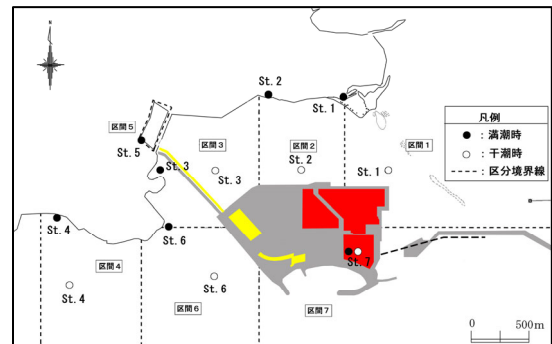 St. 2
St. 1
凡例
● : 満潮時
○ : 干潮時
: 区分境界線
区間5
St. 5
区間3
区間2
区間1
St. 3
St. 3
St. 2
St. 1
St. 4
St. 6
St. 7
区間4
St. 4
St. 6
区間6
区間7
0 500m